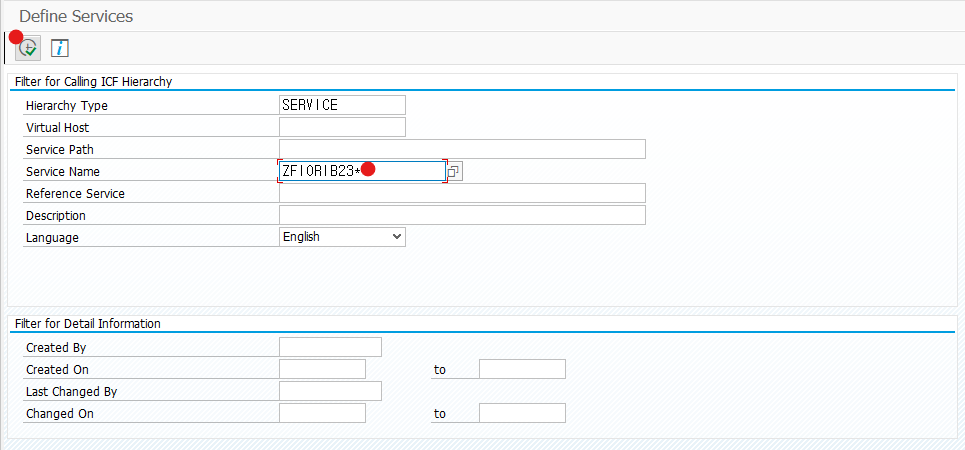 Define Services
Filter for Calling ICF Hierarchy
Hierarchy Type SERVICE
Virtual Host
Service Path
Service Name ZFIORIB23*
Reference Service
Description
Language English
Filter for Detail Information
Created By
Created On to
Last Changed By
Changed On to